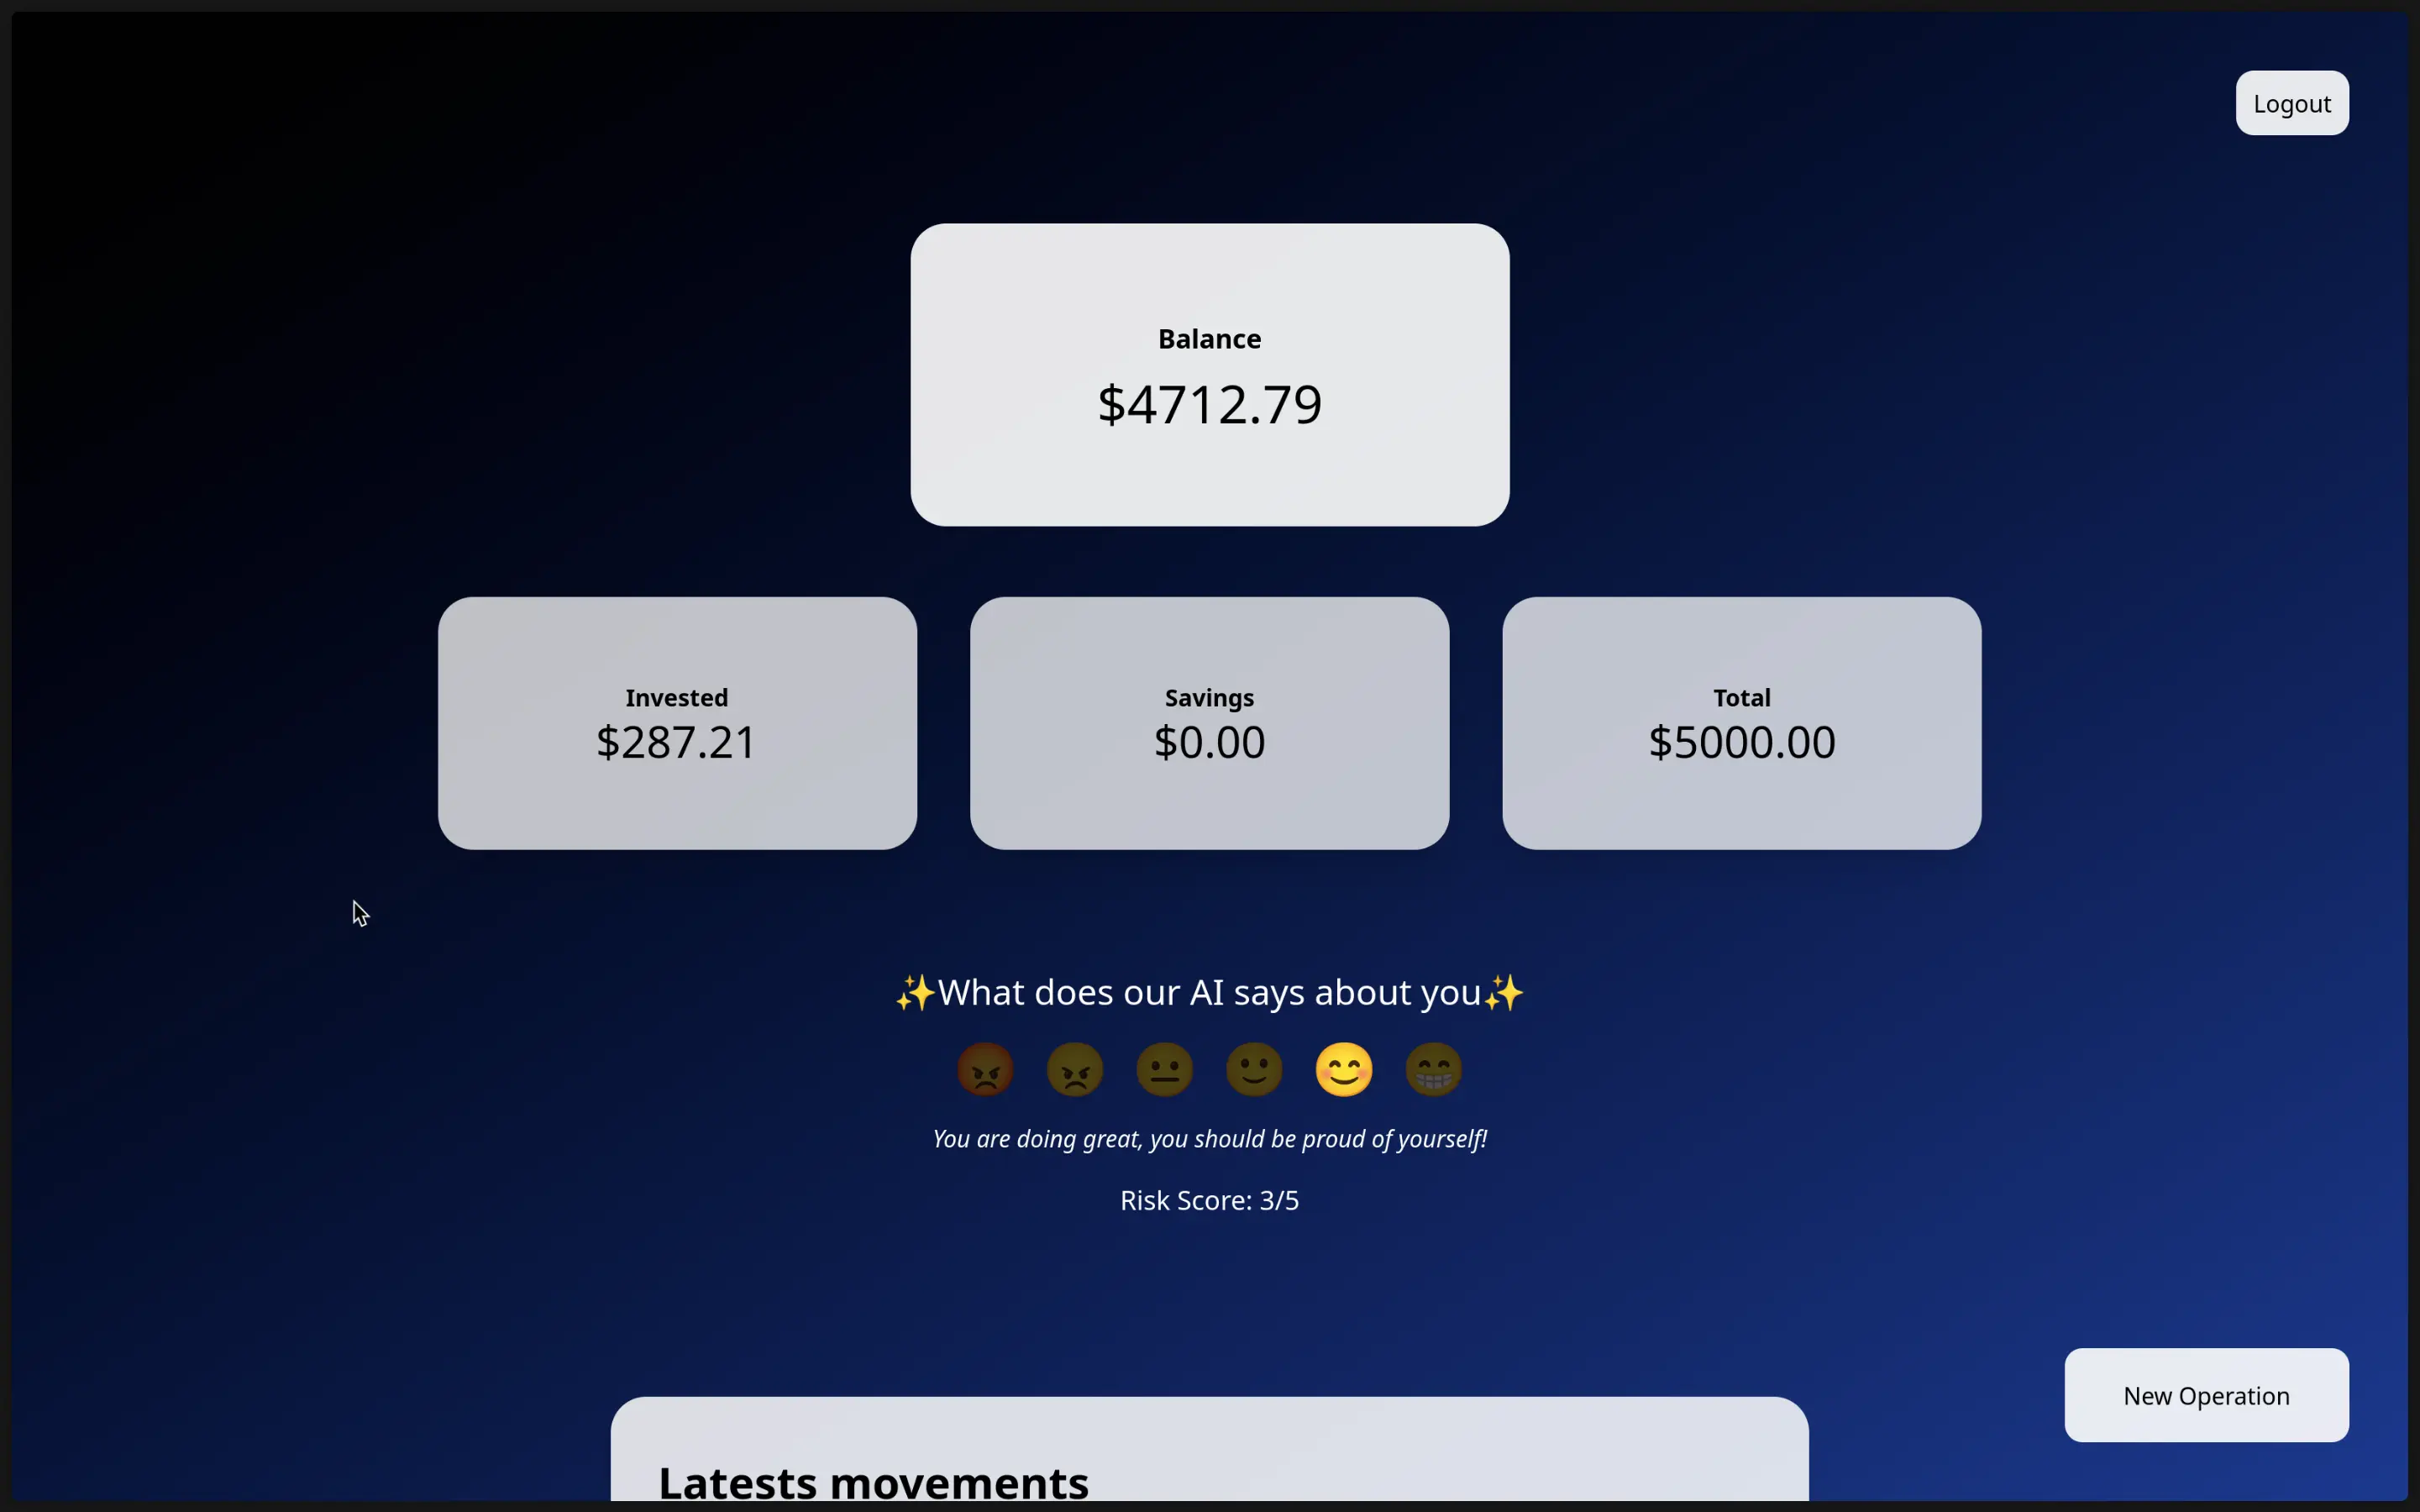 Logout
Balance
$4712.79
Invested
$287.21
Savings
$0.00
Total
$5000.00
✨What does our AI says about you✨
You are doing great, you should be proud of yourself!
Risk Score: 3/5
New Operation
Latests movements